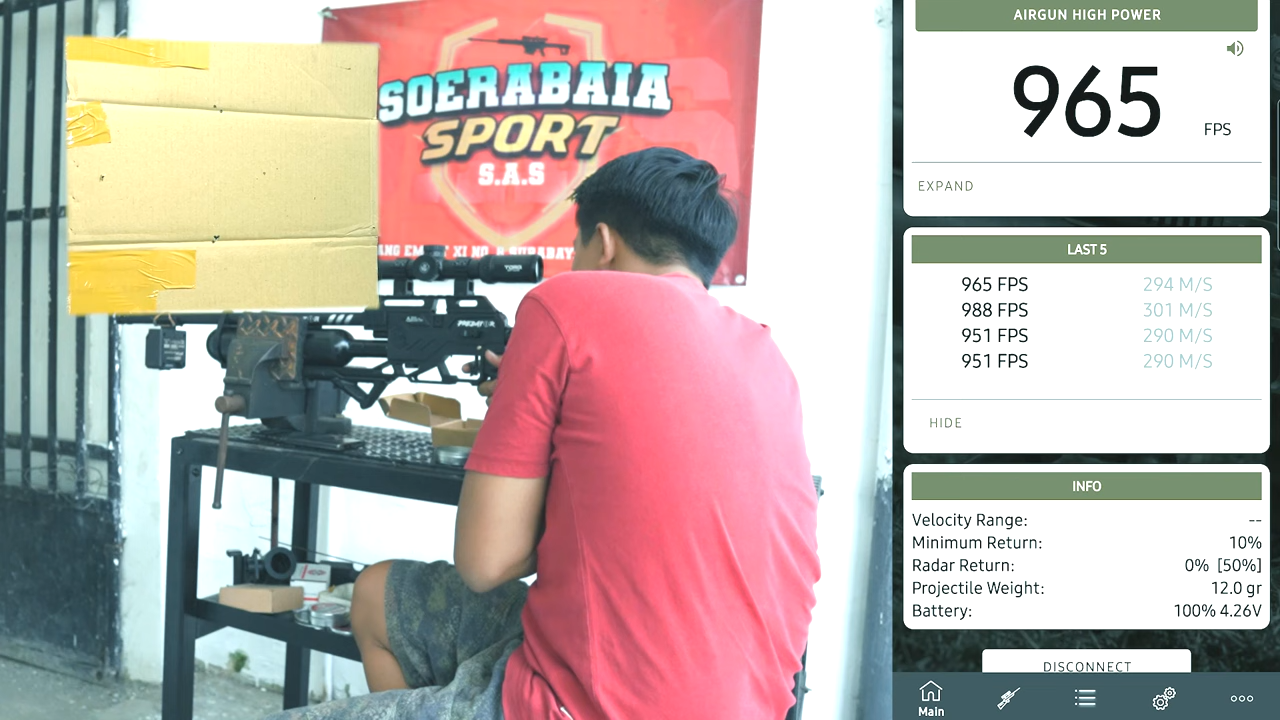 SOERABAIA
SPORT
S.A.S
AIRGUN HIGH POWER
965
FPS
EXPAND
LAST 5
965 FPS 294 M/S
988 FPS 301 M/S
951 FPS 290 M/S
951 FPS 290 M/S
HIDE
INFO
Velocity Range: --
Minimum Return: 10%
Radar Return: 0% [50%]
Projectile Weight: 12.0 gr
Battery: 100% 4.26V
DISCONNECT
Main